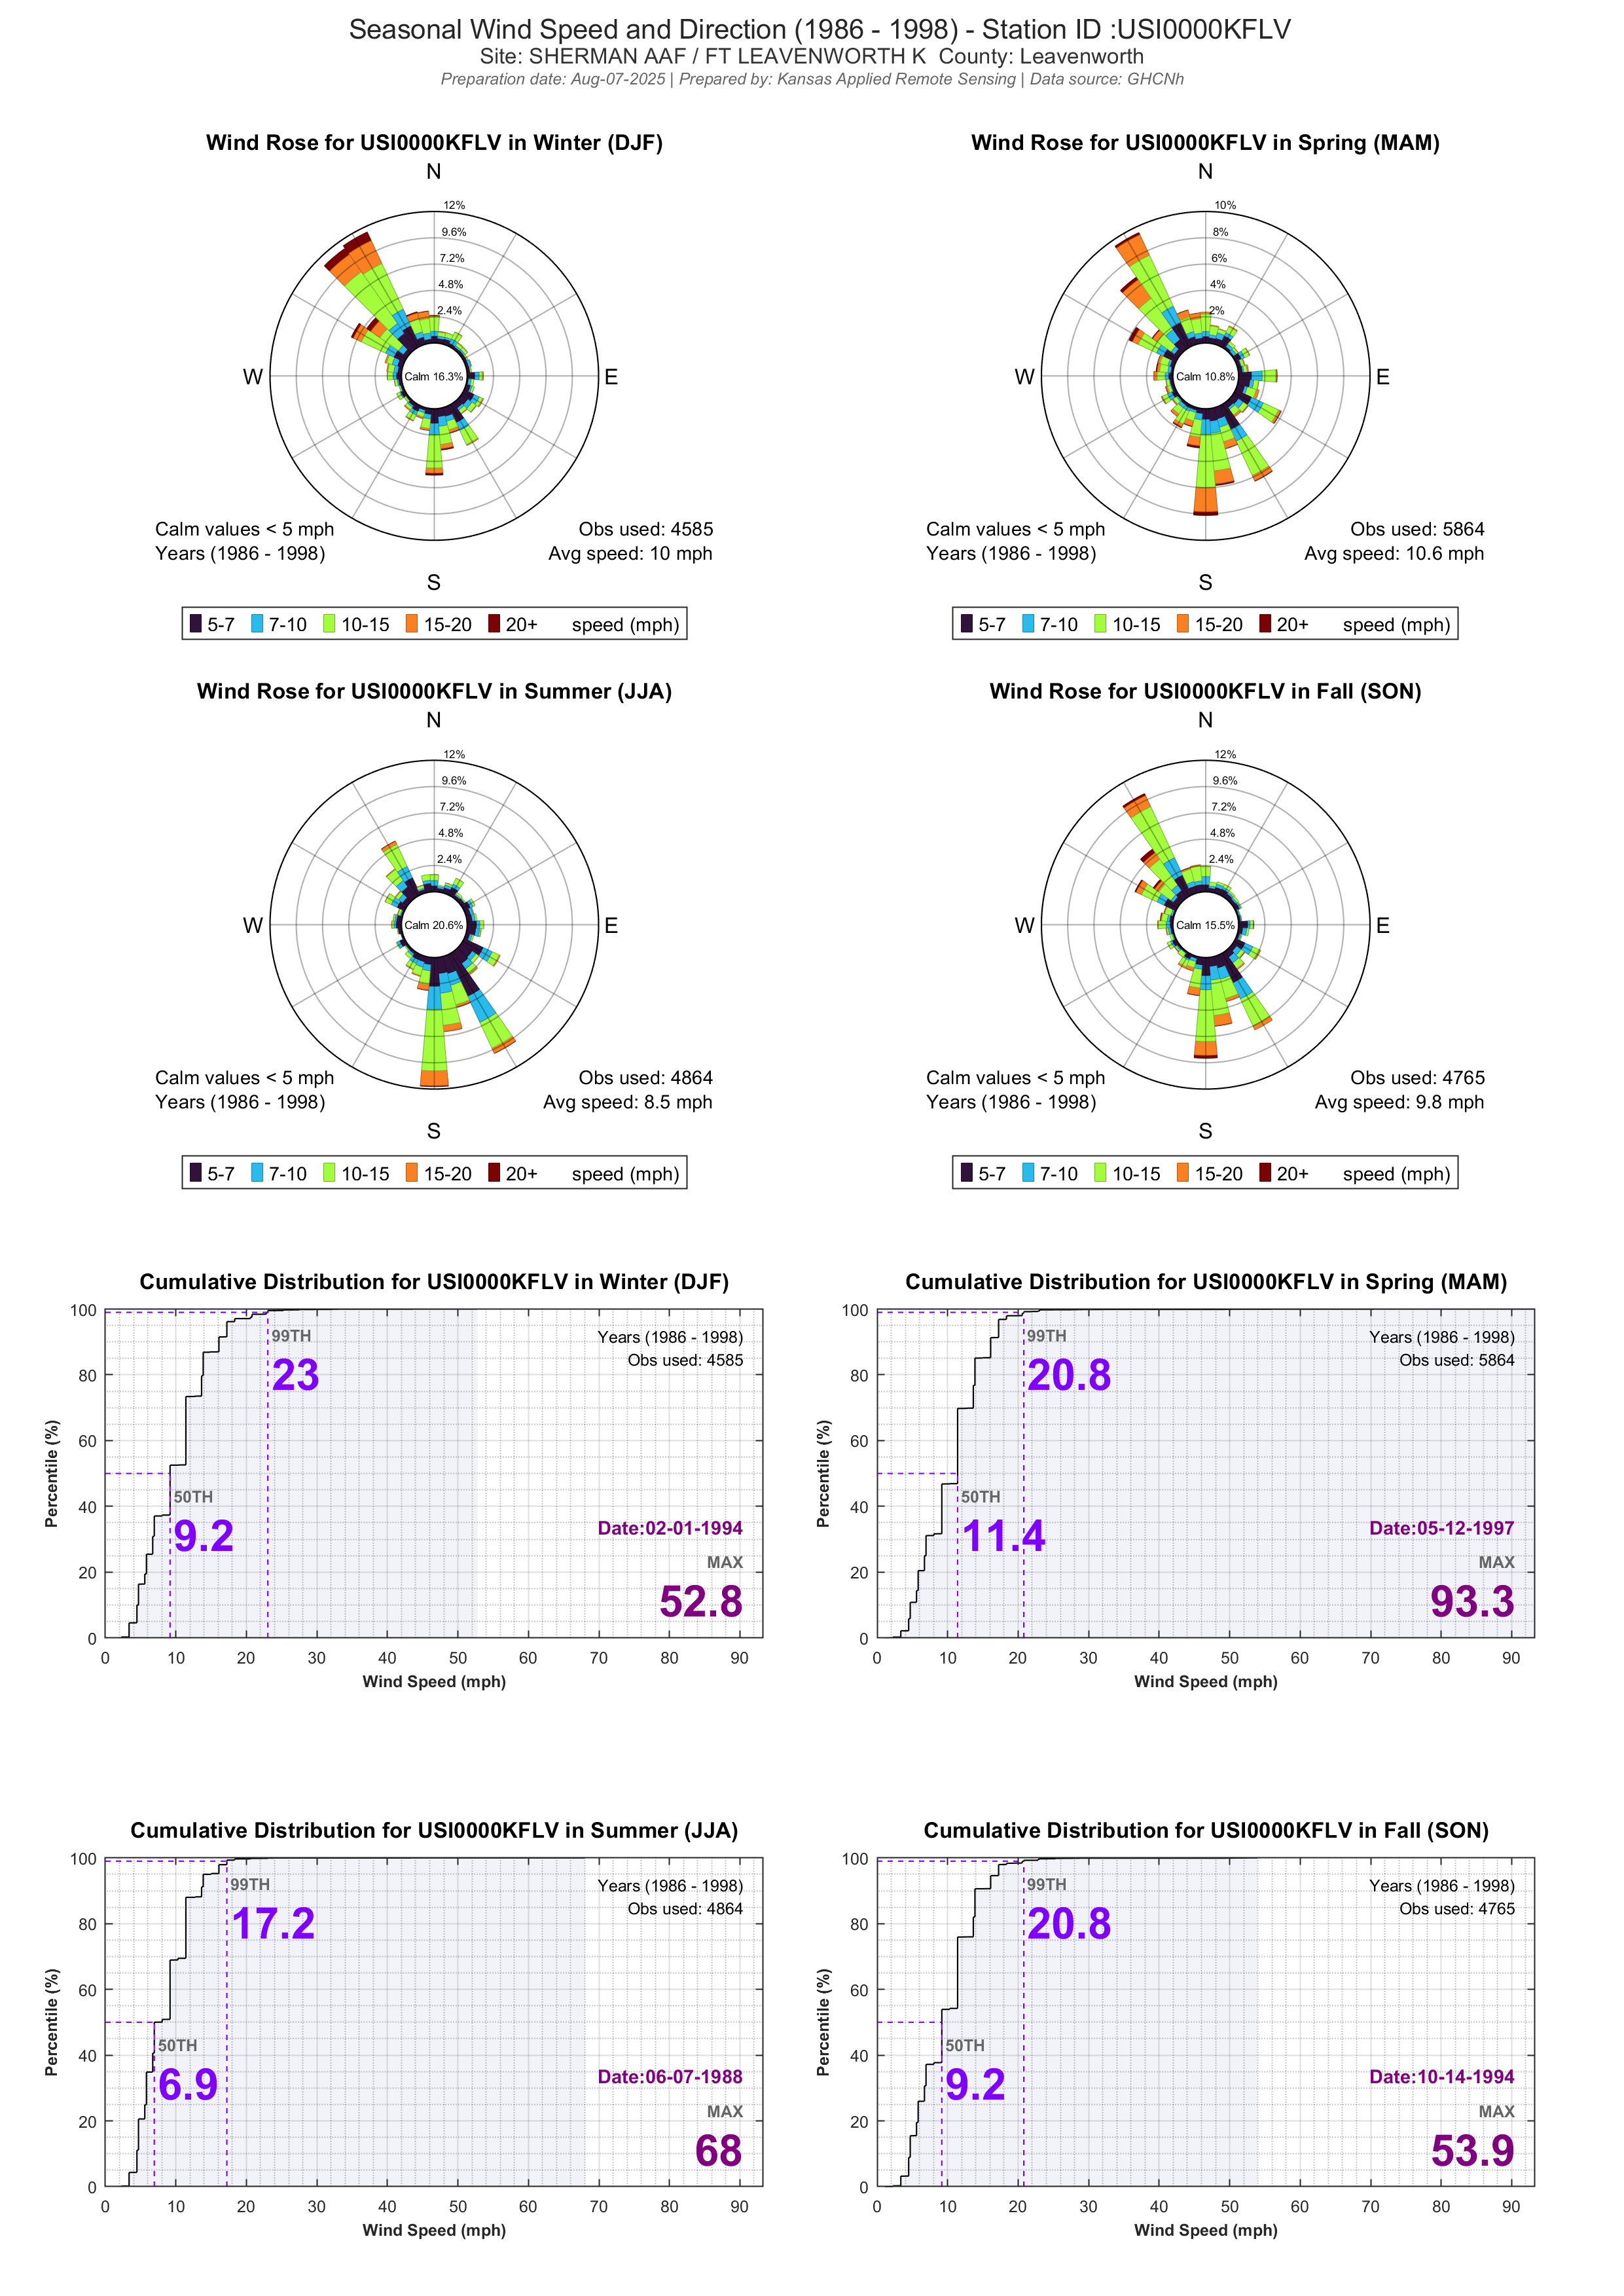 Seasonal Wind Speed and Direction (1986 - 1998) - Station ID :USI0000KFLV
Site: SHERMAN AAF / FT LEAVENWORTH K  County: Leavenworth
Preparation date: Aug-07-2025 | Prepared by: Kansas Applied Remote Sensing | Data source: GHCNh
Wind Rose for USI0000KFLV in Winter (DJF)
N
12%
9.6%
7.2%
4.8%
2.4%
W
Calm 16.3%
E
Calm values < 5 mph
Years (1986 - 1998)
Obs used: 4585
Avg speed: 10 mph
S
5-7 7-10 10-15 15-20 20+ speed (mph)
Wind Rose for USI0000KFLV in Spring (MAM)
N
10%
8%
6%
4%
2%
W
Calm 10.8%
E
Calm values < 5 mph
Years (1986 - 1998)
Obs used: 5864
Avg speed: 10.6 mph
S
5-7 7-10 10-15 15-20 20+ speed (mph)
Wind Rose for USI0000KFLV in Summer (JJA)
N
12%
9.6%
7.2%
4.8%
2.4%
W
Calm 20.6%
E
Calm values < 5 mph
Years (1986 - 1998)
Obs used: 4864
Avg speed: 8.5 mph
S
5-7 7-10 10-15 15-20 20+ speed (mph)
Wind Rose for USI0000KFLV in Fall (SON)
N
12%
9.6%
7.2%
4.8%
2.4%
W
Calm 15.5%
E
Calm values < 5 mph
Years (1986 - 1998)
Obs used: 4765
Avg speed: 9.8 mph
S
5-7 7-10 10-15 15-20 20+ speed (mph)
Cumulative Distribution for USI0000KFLV in Winter (DJF)
100
80
60
40
20
0
Percentile (%)
99TH
23
Years (1986 - 1998)
Obs used: 4585
50TH
9.2
Date:02-01-1994
MAX
52.8
0 10 20 30 40 50 60 70 80 90
Wind Speed (mph)
Cumulative Distribution for USI0000KFLV in Spring (MAM)
100
80
60
40
20
0
Percentile (%)
99TH
20.8
Years (1986 - 1998)
Obs used: 5864
50TH
11.4
Date:05-12-1997
MAX
93.3
0 10 20 30 40 50 60 70 80 90
Wind Speed (mph)
Cumulative Distribution for USI0000KFLV in Summer (JJA)
100
80
60
40
20
0
Percentile (%)
99TH
17.2
Years (1986 - 1998)
Obs used: 4864
50TH
6.9
Date:06-07-1988
MAX
68
0 10 20 30 40 50 60 70 80 90
Wind Speed (mph)
Cumulative Distribution for USI0000KFLV in Fall (SON)
100
80
60
40
20
0
Percentile (%)
99TH
20.8
Years (1986 - 1998)
Obs used: 4765
50TH
9.2
Date:10-14-1994
MAX
53.9
0 10 20 30 40 50 60 70 80 90
Wind Speed (mph)